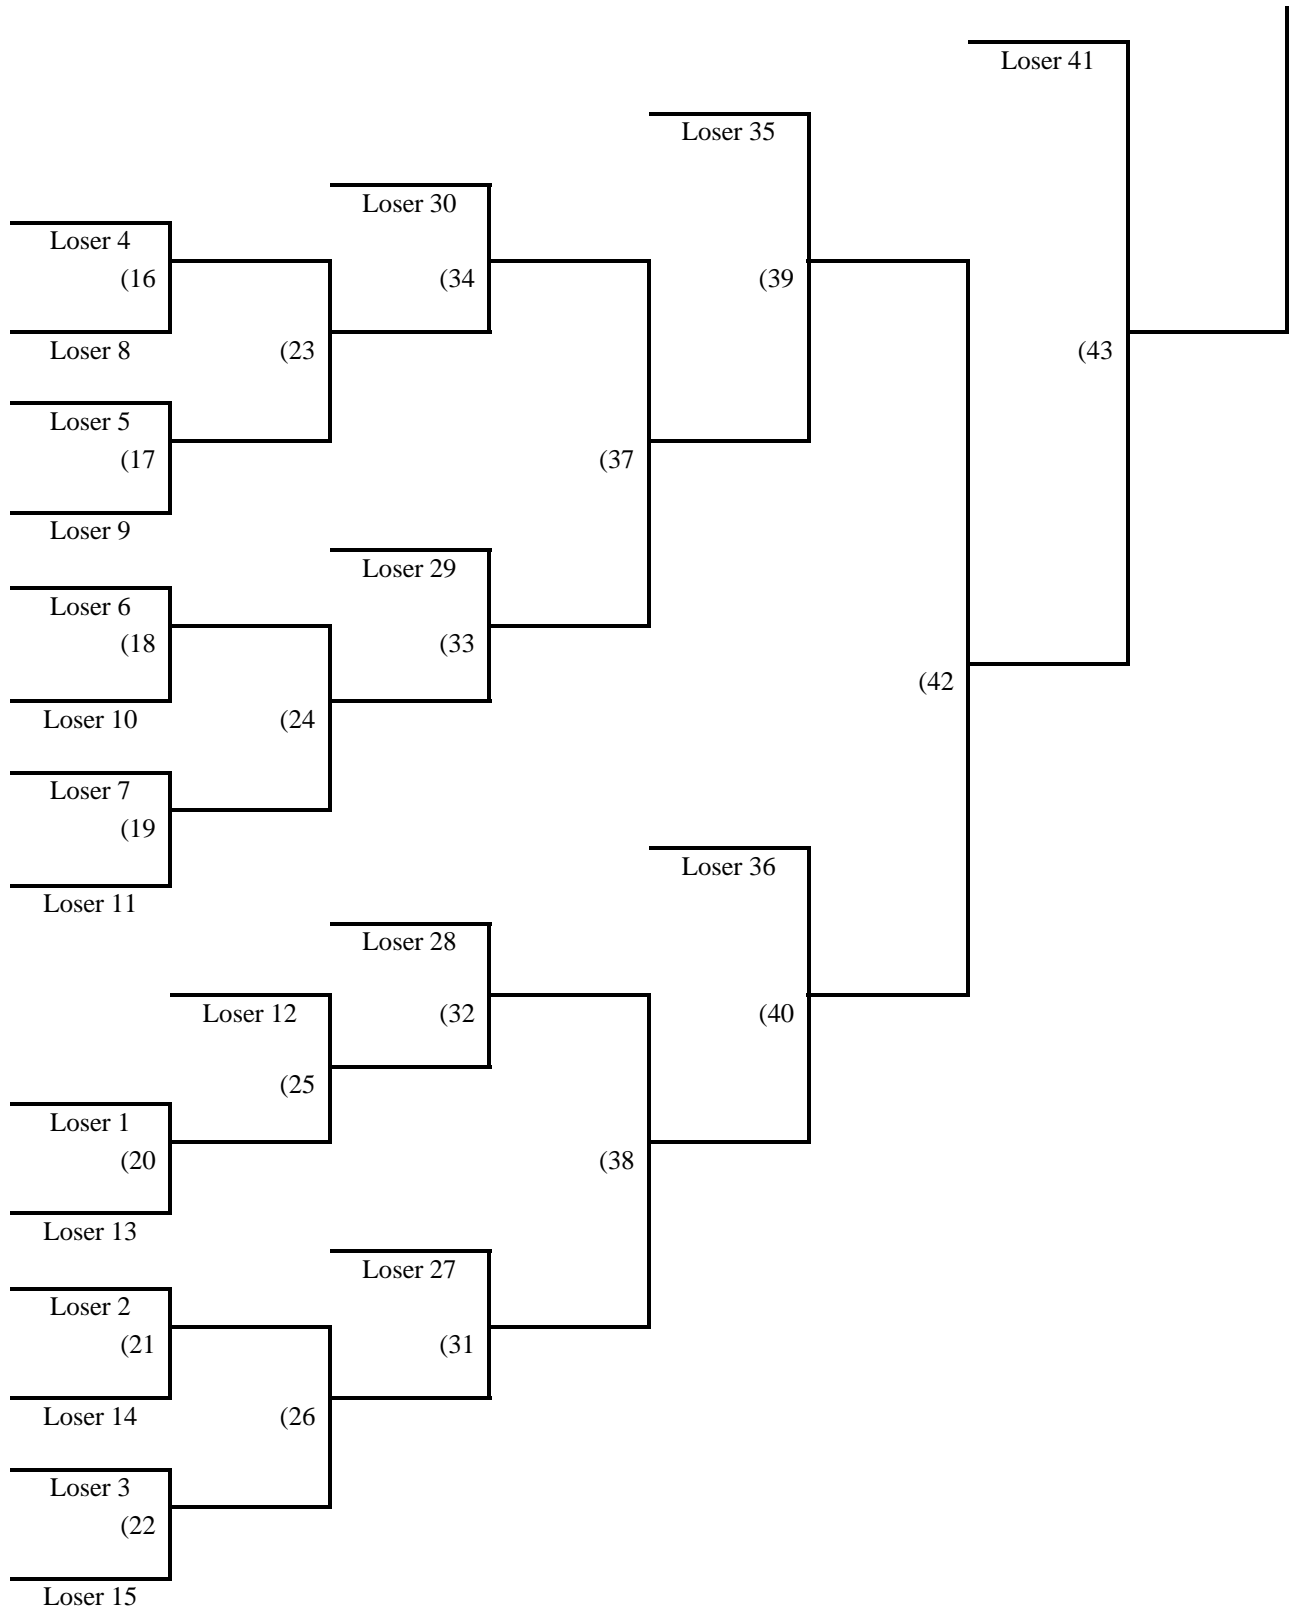 Loser 41
Loser 35
Loser 30
Loser 4
(16
(34
(39
Loser 8
(23
(43
Loser 5
(17
(37
Loser 9
Loser 29
Loser 6
(18
(33
(42
Loser 10
(24
Loser 7
(19
Loser 36
Loser 11
Loser 28
Loser 12
(32
(40
(25
Loser 1
(20
(38
Loser 13
Loser 27
Loser 2
(21
(31
Loser 14
(26
Loser 3
(22
Loser 15